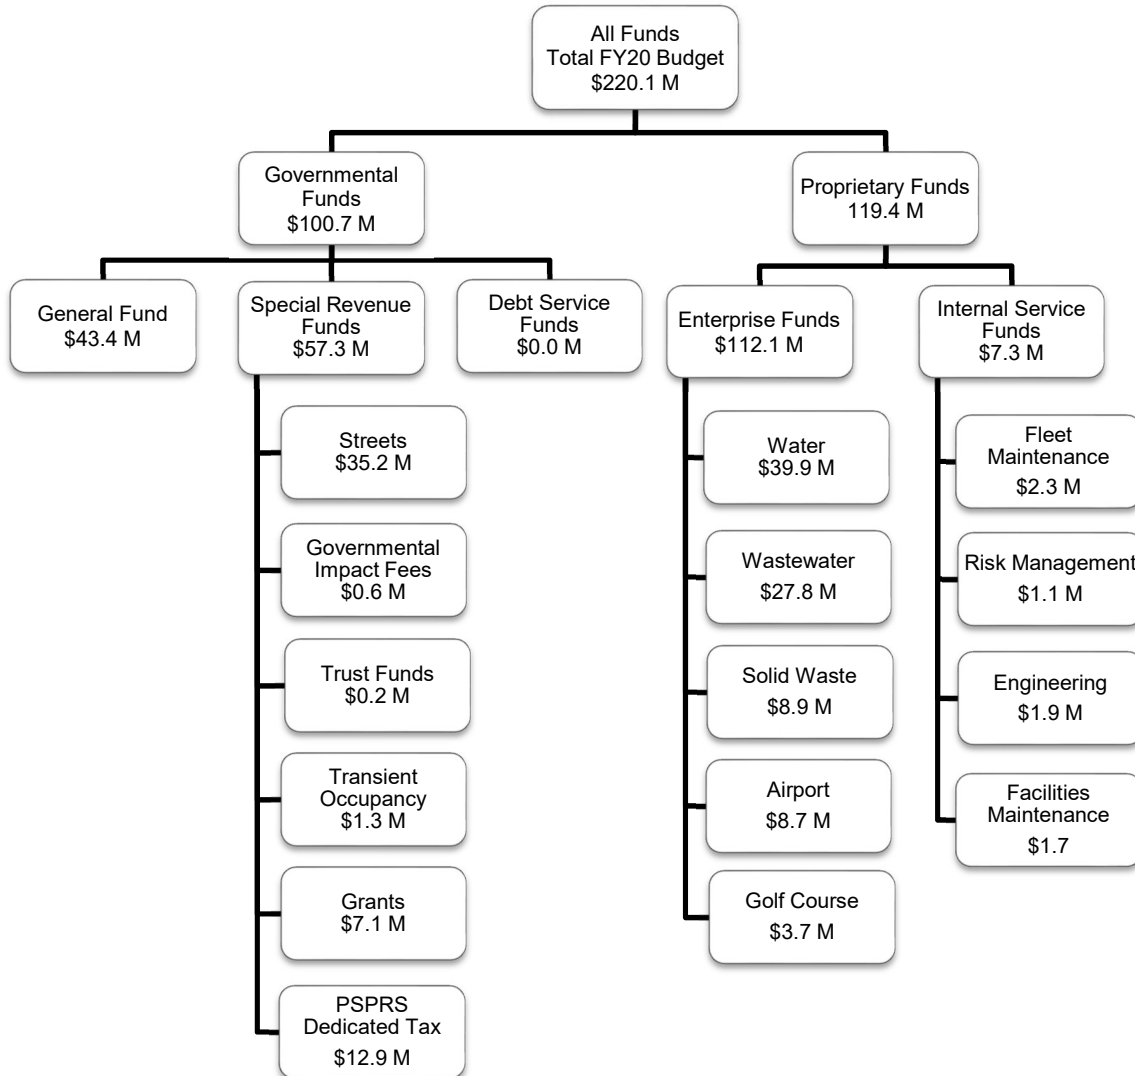 All Funds
Total FY20 Budget
$220.1 M
Governmental
Funds
$100.7 M
Proprietary Funds
119.4 M
General Fund
$43.4 M
Special Revenue
Funds
$57.3 M
Debt Service
Funds
$0.0 M
Enterprise Funds
$112.1 M
Internal Service
Funds
$7.3 M
Streets
$35.2 M
Governmental
Impact Fees
$0.6 M
Trust Funds
$0.2 M
Transient
Occupancy
$1.3 M
Grants
$7.1 M
PSPRS
Dedicated Tax
$12.9 M
Water
$39.9 M
Wastewater
$27.8 M
Solid Waste
$8.9 M
Airport
$8.7 M
Golf Course
$3.7 M
Fleet
Maintenance
$2.3 M
Risk Management
$1.1 M
Engineering
$1.9 M
Facilities
Maintenance
$1.7